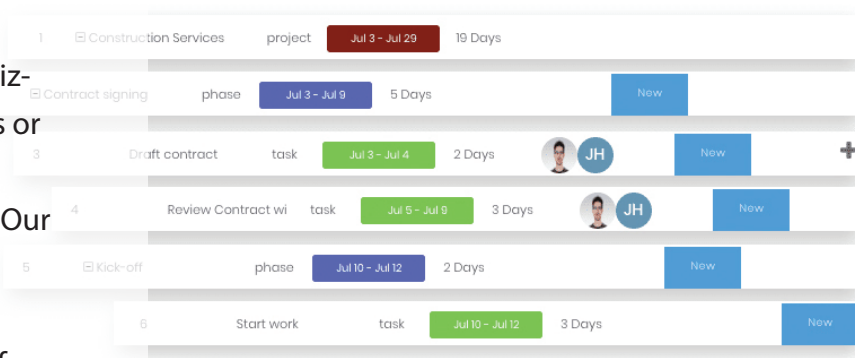 1 Construction Services project Jul 3 - Jul 29 19 Days
iz-
Contract signing phase Jul 3 - Jul 9 5 Days New
s or
3 Draft contract task Jul 3 - Jul 4 2 Days JH New
4 Review Contract wi task Jul 5 - Jul 9 3 Days JH New
Our
5 Kick-off phase Jul 10 - Jul 12 2 Days New
6 Start work task Jul 10 - Jul 12 3 Days New